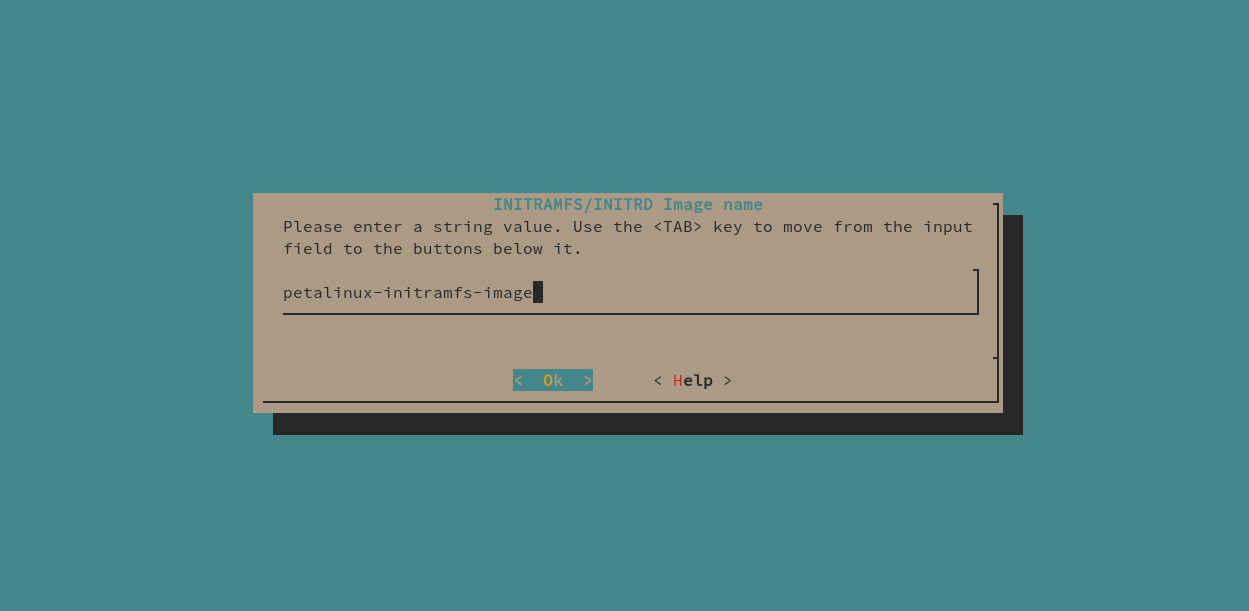 INITRAMFS/INITRD Image name
Please enter a string value. Use the <TAB> key to move from the input
field to the buttons below it.
petalinux-initramfs-image
<  Ok  > < Help >